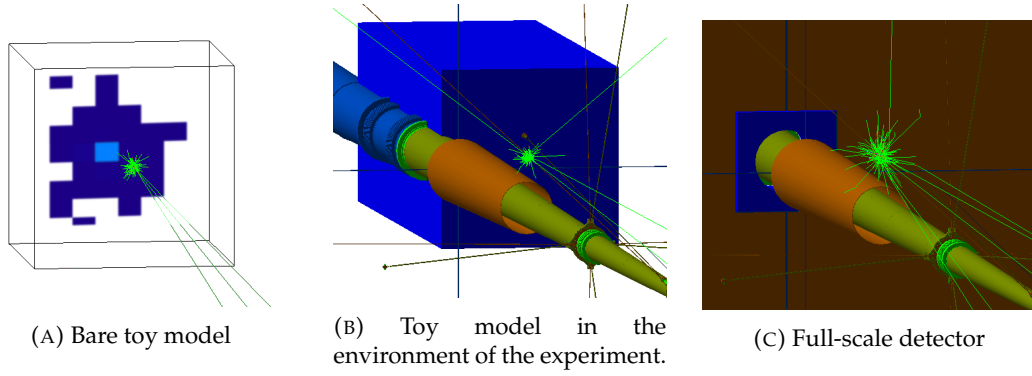 (A) Bare toy model
(B) Toy model in the
environment of the experiment.
(C) Full-scale detector